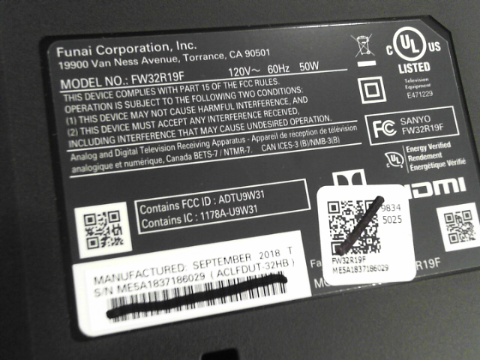 Funai Corporation, Inc.
19900 Van Ness Avenue, Torrance, CA 90501
MODEL NO.: FW32R19F 120V~ 60Hz 50W
THIS DEVICE COMPLIES WITH PART 15 OF THE FCC RULES.
OPERATION IS SUBJECT TO THE FOLLOWING TWO CONDITIONS:
(1) THIS DEVICE MAY NOT CAUSE HARMFUL INTERFERENCE, AND
(2) THIS DEVICE MUST ACCEPT ANY INTERFERENCE RECEIVED,
INCLUDING INTERFERENCE THAT MAY CAUSE UNDESIRED OPERATION.
Analog and Digital Television Receiving Apparatus - Appareil de réception de télévision
analogique et numérique, Canada BETS-7 / NTMR-7. CAN ICES-3 (B)/NMB-3(B)
c UL us
LISTED
Television
Equipment
E471229
FC SANYO
FW32R19F
Energy Verified
Rendement
Énergétique Vérifié
HDMI
Contains FCC ID : ADTU9W31
Contains IC : 1178A-U9W31
9834
5025
FW32R19F
ME5A1837186029
MANUFACTURED SEPTEMBER 2018 T
S/N ME5A1837186029 ( ACLFDUT-32HB )